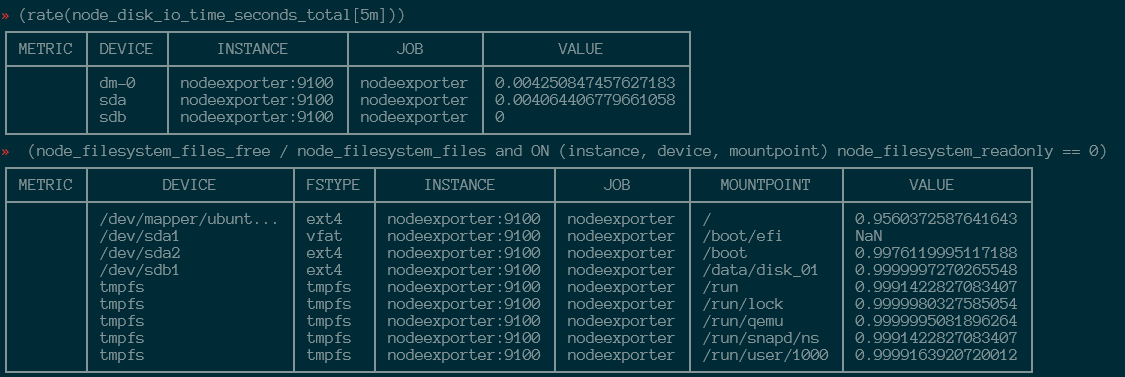 » (rate(node_disk_io_time_seconds_total[5m]))
METRIC DEVICE INSTANCE JOB VALUE
dm-0 nodeexporter:9100 nodeexporter 0.004250847457627183
sda nodeexporter:9100 nodeexporter 0.004064406779661058
sdb nodeexporter:9100 nodeexporter 0
» (node_filesystem_files_free / node_filesystem_files and ON (instance, device, mountpoint) node_filesystem_readonly == 0)
METRIC DEVICE FSTYPE INSTANCE JOB MOUNTPOINT VALUE
/dev/mapper/ubunt... ext4 nodeexporter:9100 nodeexporter / 0.9560372587641643
/dev/sda1 vfat nodeexporter:9100 nodeexporter /boot/efi NaN
/dev/sda2 ext4 nodeexporter:9100 nodeexporter /boot 0.99761199951171​88
/dev/sdb1 ext4 nodeexporter:9100 nodeexporter /data/disk_01 0.9999997270265548
tmpfs tmpfs nodeexporter:9100 nodeexporter /run 0.9991422827083407
tmpfs tmpfs nodeexporter:9100 nodeexporter /run/lock 0.9999980327585054
tmpfs tmpfs nodeexporter:9100 nodeexporter /run/qemu 0.9999995081896264
tmpfs tmpfs nodeexporter:9100 nodeexporter /run/snapd/ns 0.9991422827083407
tmpfs tmpfs nodeexporter:9100 nodeexporter /run/user/1000 0.9999163920720012